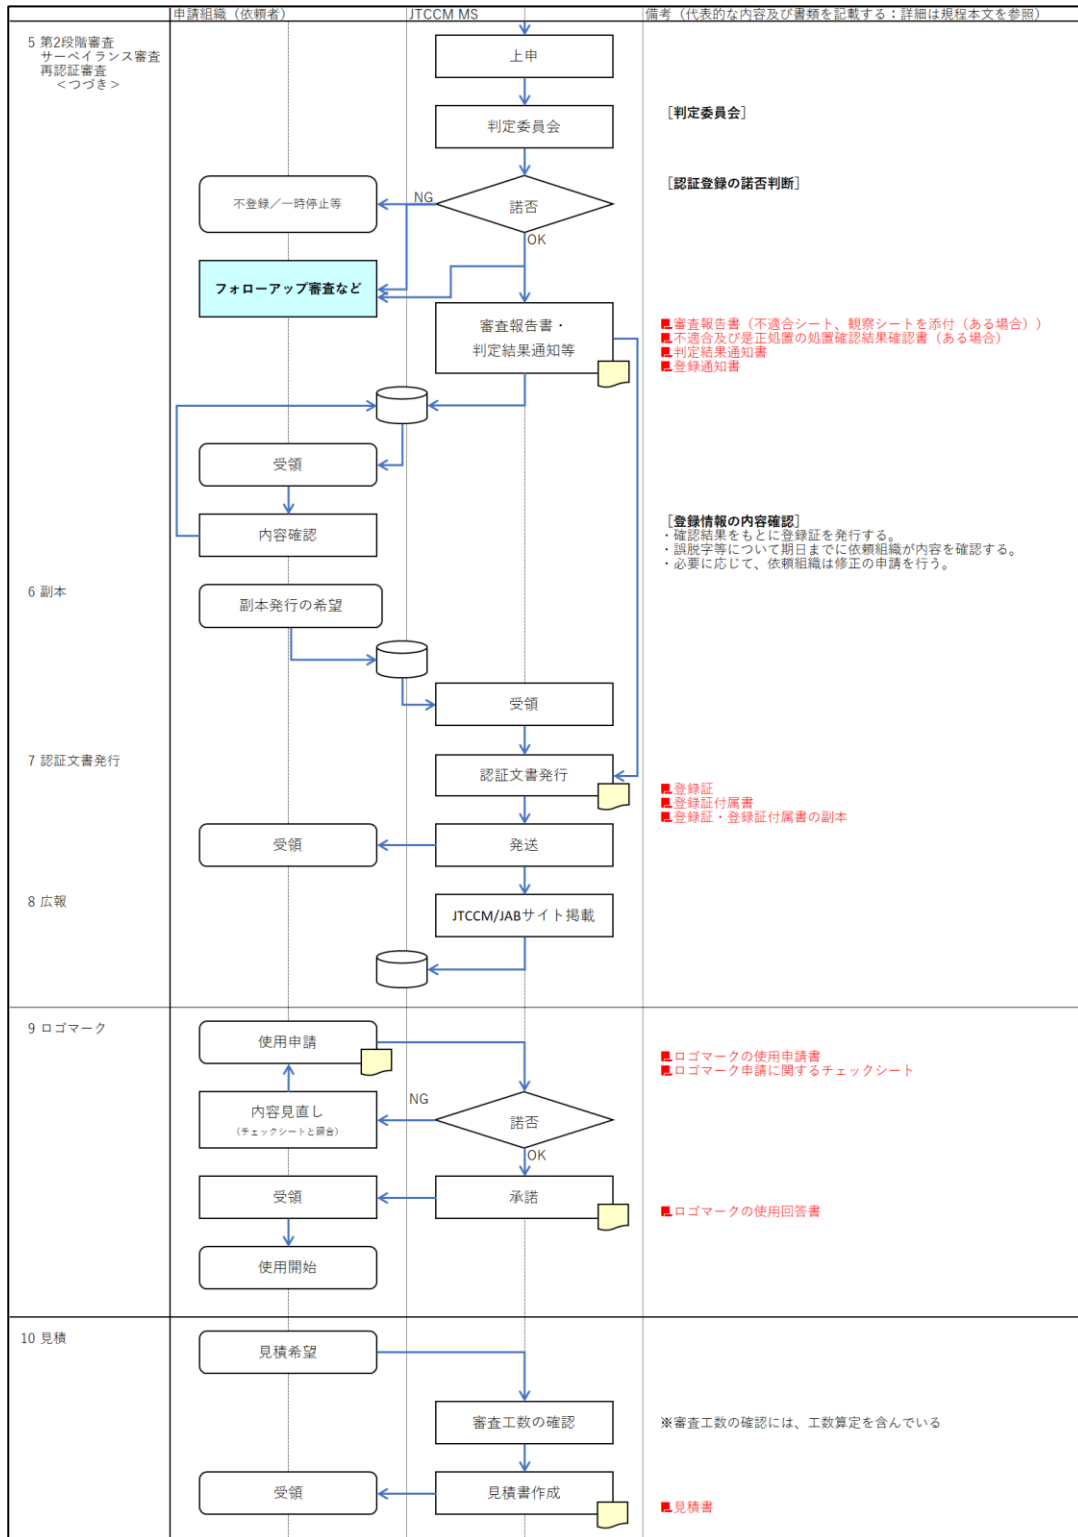 申請組織（依頼者）
JTCCM MS
備考（代表的な内容及び書類を記載する：詳細は規程本文を参照）
5 第2段階審査
サーベイランス審査
再認証審査
＜つづき＞
上申
判定委員会
［判定委員会］
［認証登録の諾否判断］
不登録／一時停止等
NG
諾否
OK
フォローアップ審査など
審査報告書・
判定結果通知等
審査報告書（不適合シート、観察シートを添付（ある場合））
不適合及び是正処置の処置確認結果確認書（ある場合）
判定結果通知書
登録通知書
受領
内容確認
［登録情報の内容確認］
・確認結果をもとに登録証を発行する。
・誤脱字等について期日までに依頼組織が内容を確認する。
・必要に応じて、依頼組織は修正の申請を行う。
6 副本
副本発行の希望
受領
7 認証文書発行
認証文書発行
登録証
登録証付属書
登録証・登録証付属書の副本
受領
発送
8 広報
JTCCM/JABサイト掲載
9 ロゴマーク
使用申請
ロゴマークの使用申請書
ロゴマーク申請に関するチェックシート
内容見直し
（チェックシートと照合）
NG
諾否
OK
受領
承諾
ロゴマークの使用回答書
使用開始
10 見積
見積希望
審査工数の確認
※審査工数の確認には、工数算定を含んでいる
受領
見積書作成
見積書